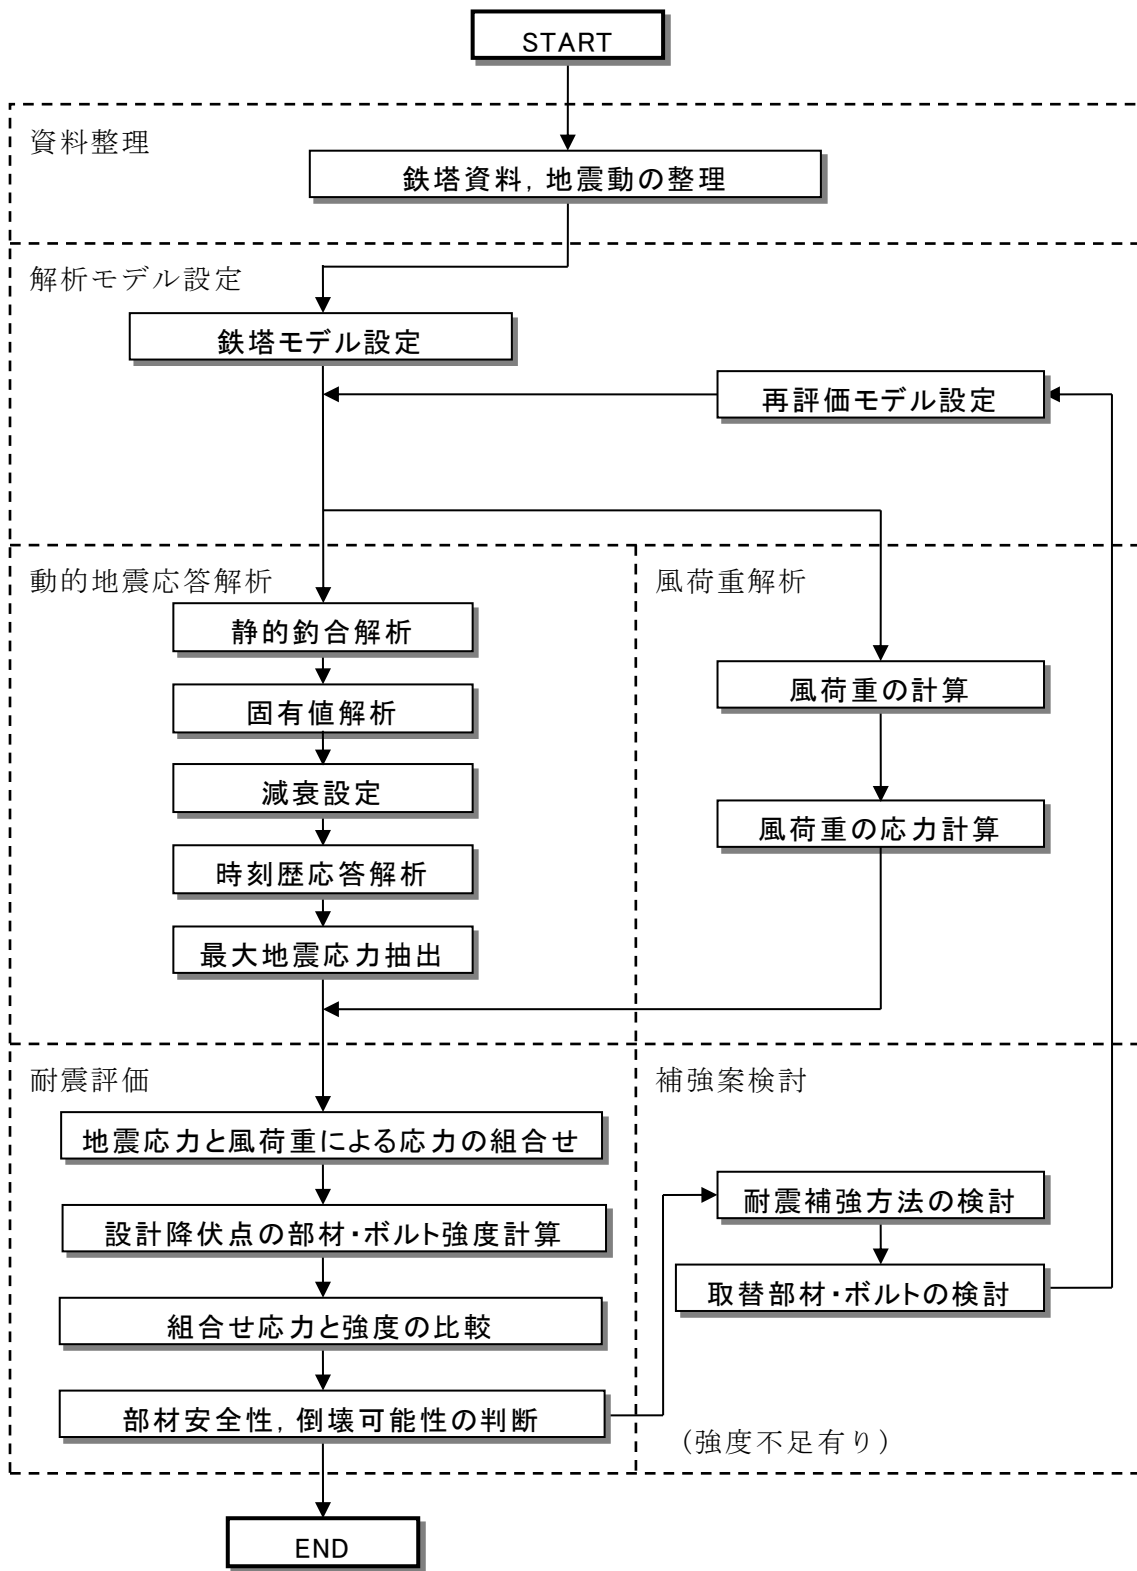 START
資料整理
鉄塔資料, 地震動の整理
解析モデル設定
鉄塔モデル設定
再評価モデル設定
動的地震応答解析
風荷重解析
静的釣合解析
固有値解析
減衰設定
時刻歴応答解析
最大地震応力抽出
風荷重の計算
風荷重の応力計算
耐震評価
補強案検討
地震応力と風荷重による応力の組合せ
設計降伏点の部材・ボルト強度計算
組合せ応力と強度の比較
部材安全性, 倒壊可能性の判断
耐震補強方法の検討
取替部材・ボルトの検討
(強度不足有り)
END